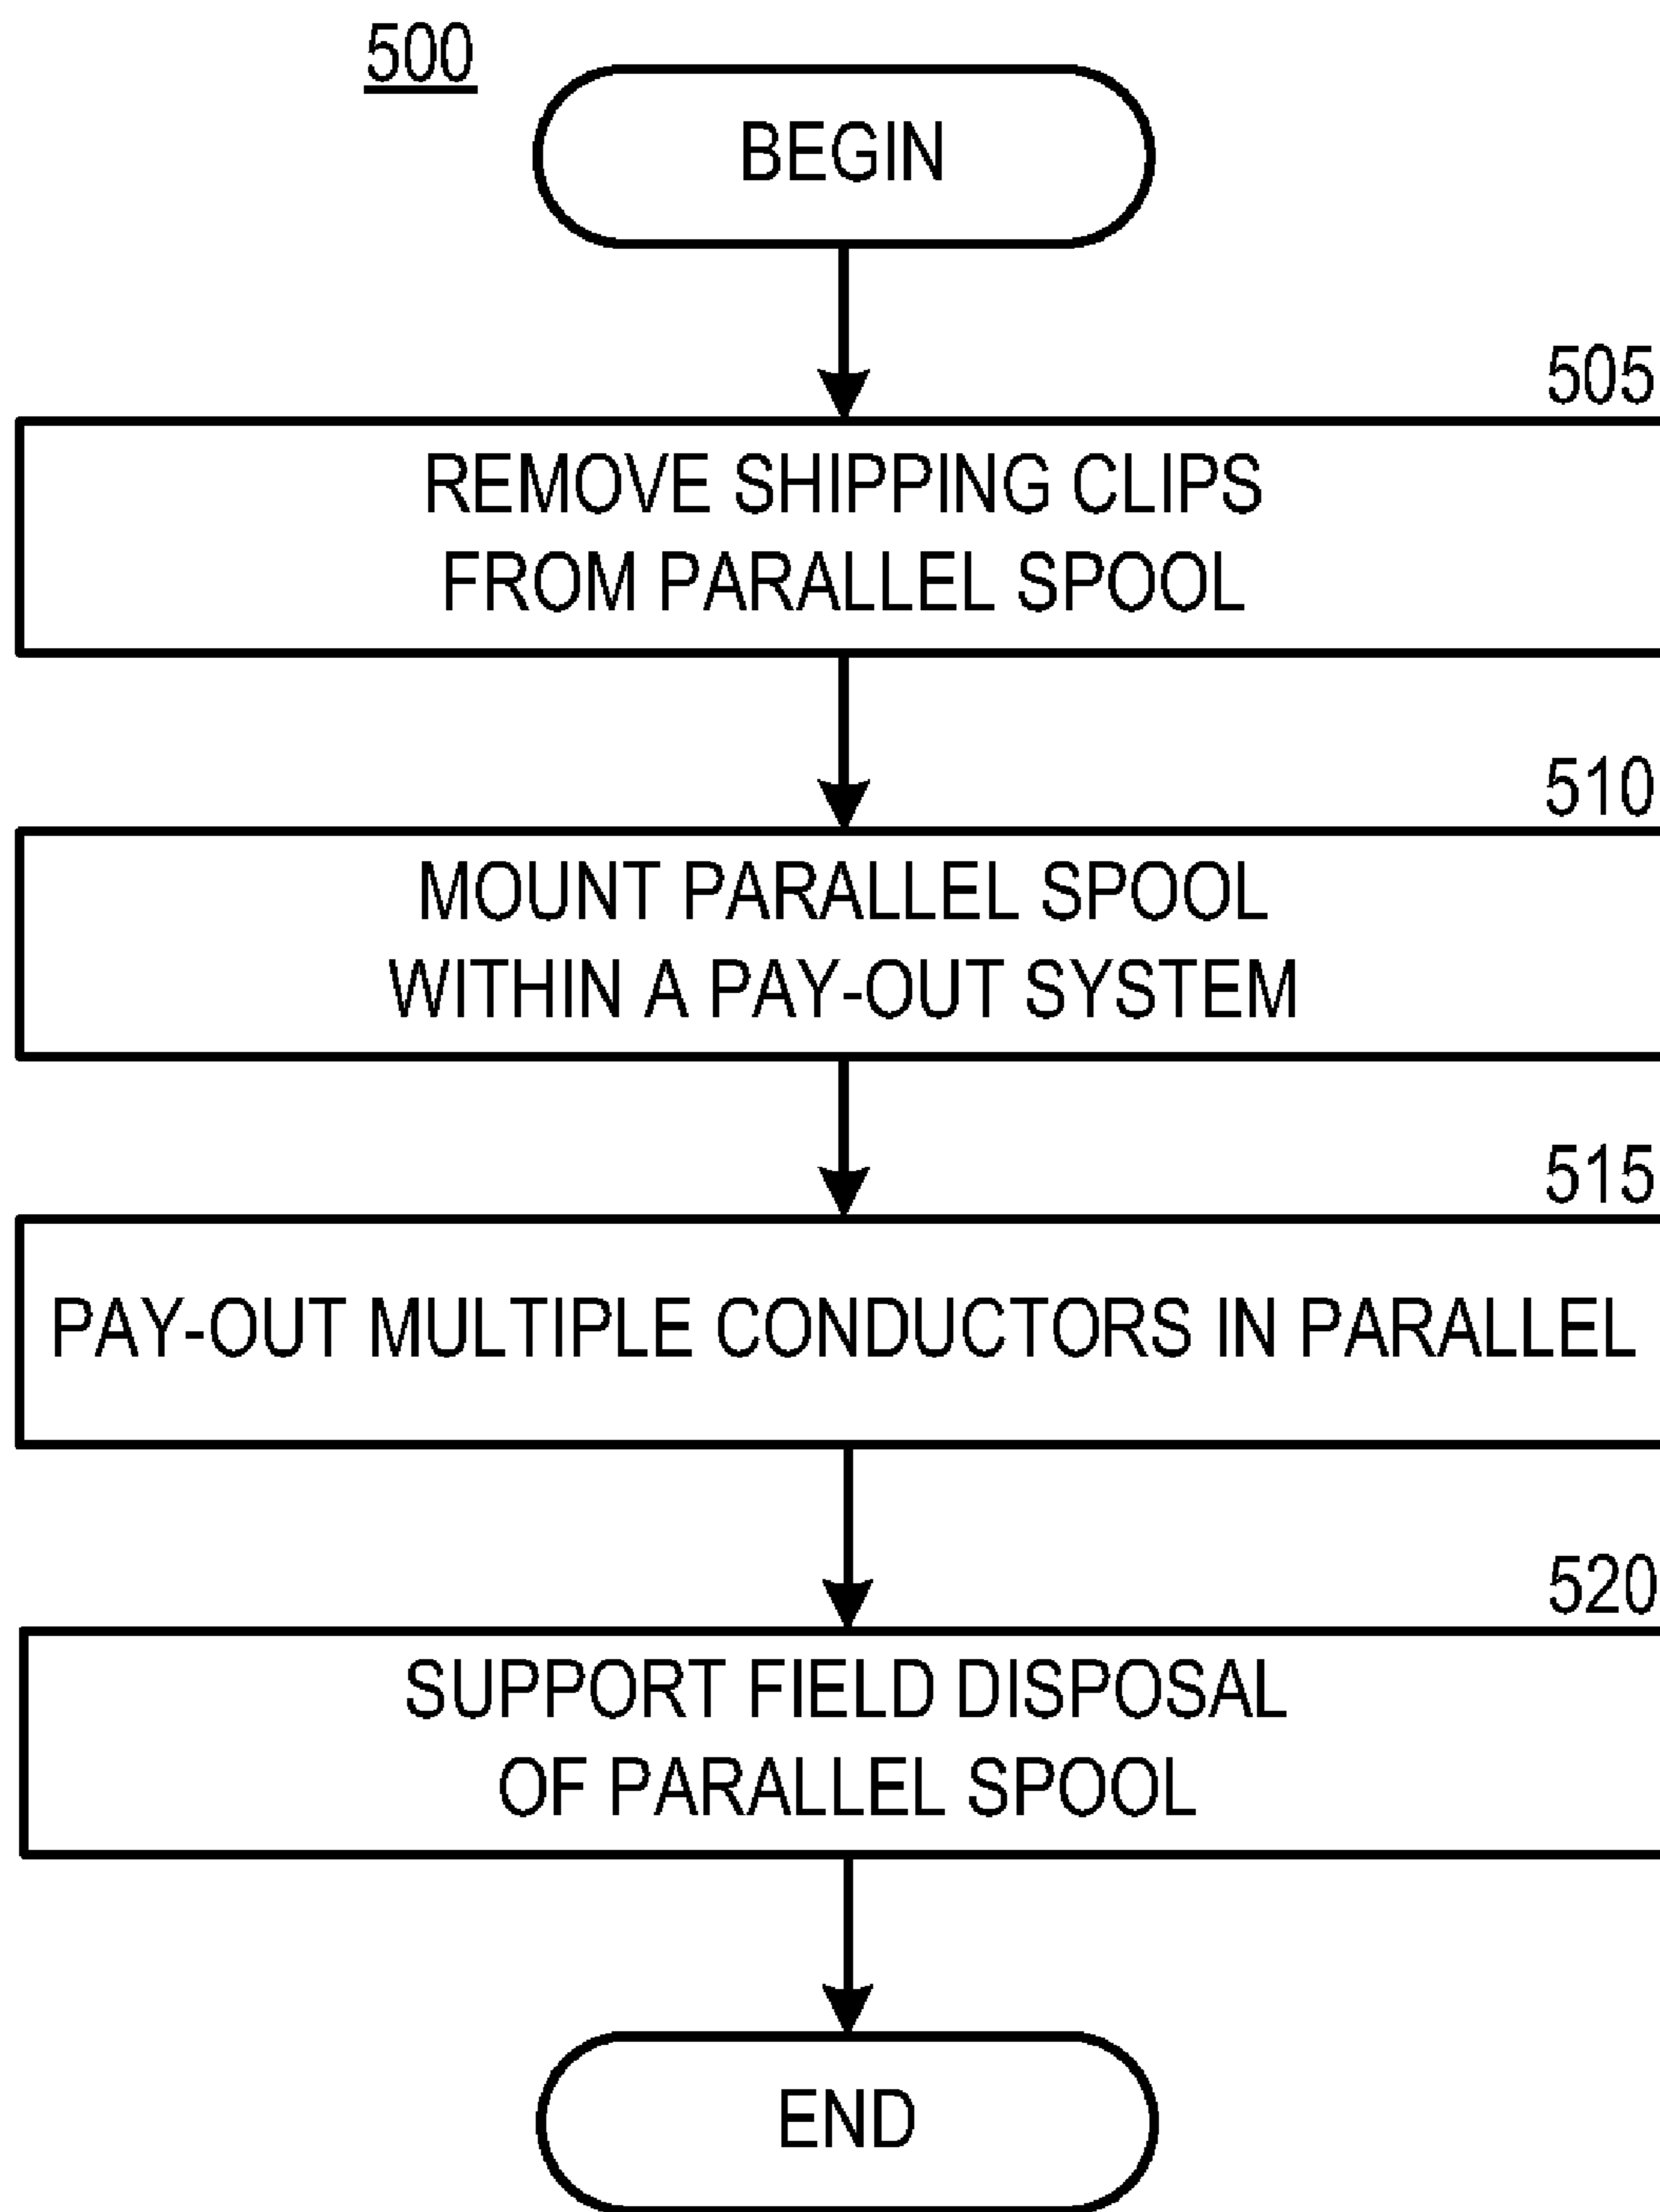 500
BEGIN
505
REMOVE SHIPPING CLIPS
FROM PARALLEL SPOOL
510
MOUNT PARALLEL SPOOL
WITHIN A PAY-OUT SYSTEM
515
PAY-OUT MULTIPLE CONDUCTORS IN PARALLEL
520
SUPPORT FIELD DISPOSAL
OF PARALLEL SPOOL
END